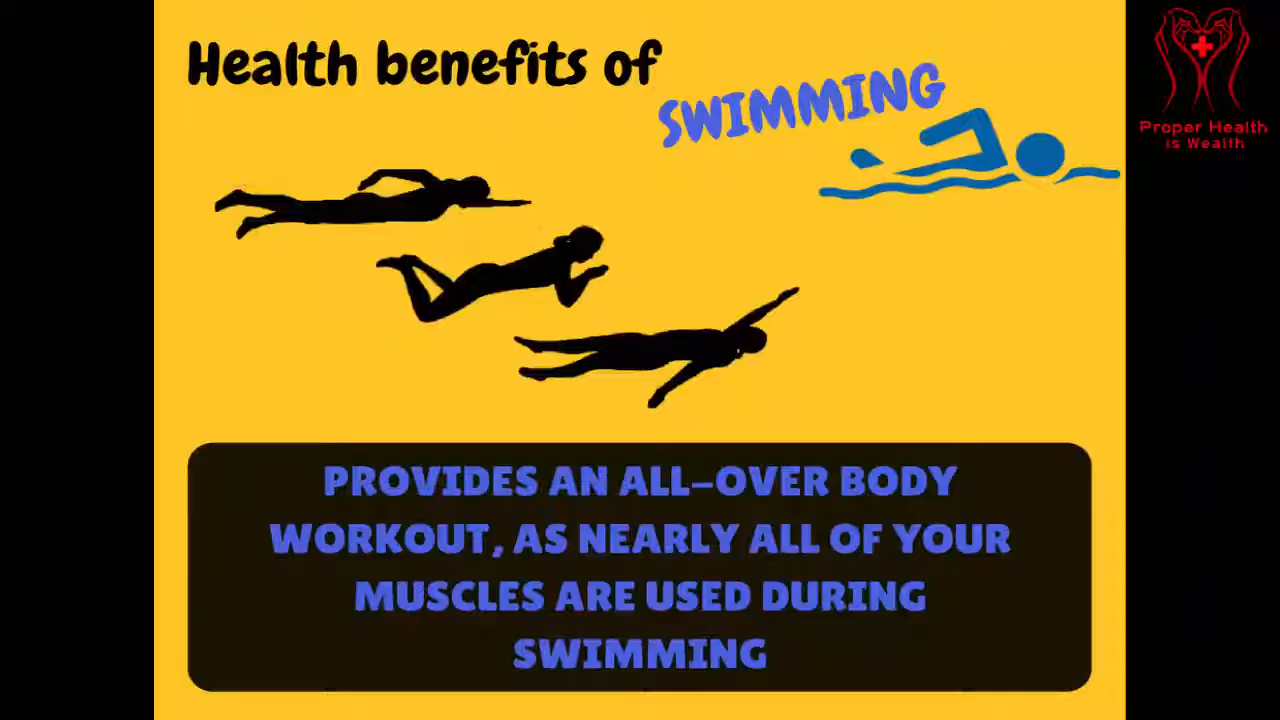 Health benefits of
SWIMMING
Proper Health
is Wealth
PROVIDES AN ALL-OVER BODY
WORKOUT, AS NEARLY ALL OF YOUR
MUSCLES ARE USED DURING
SWIMMING